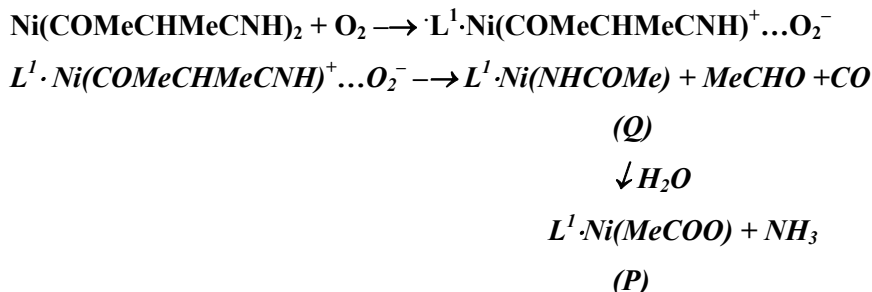 Ni(COMeCHMeCNH)₂ + O₂ ⟶ ·L¹·Ni(COMeCHMeCNH)⁺…O₂⁻
L¹· Ni(COMeCHMeCNH)⁺…O₂⁻ ⟶ L¹·Ni(NHCOMe) + MeCHO +CO
(Q)
↓ H₂O
L¹·Ni(MeCOO) + NH₃
(P)